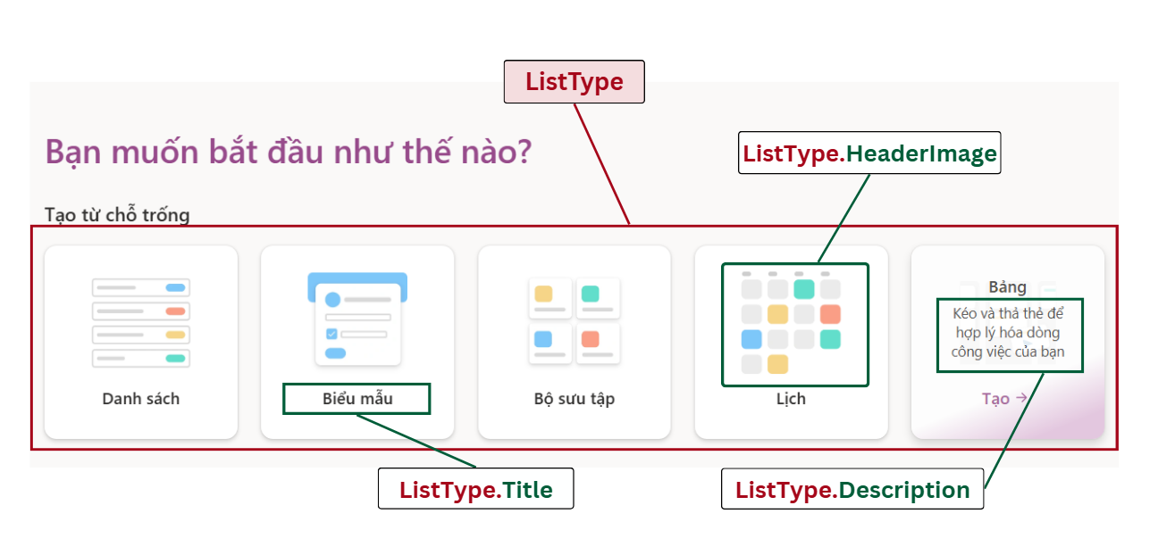 ListType
Bạn muốn bắt đầu như thế nào?
ListType.HeaderImage
Tạo từ chỗ trống
Danh sách
Biểu mẫu
Bộ sưu tập
Lịch
Bảng
Kéo và thả thẻ để
hợp lý hóa dòng
công việc của bạn
Tạo →
ListType.Title
ListType.Description